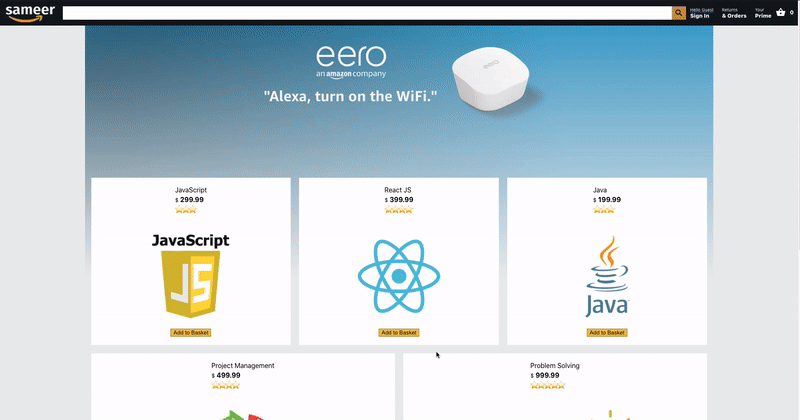 sameer
Hello Guest
Sign In
Returns
& Orders
Your
Prime
0
eero
an amazon company
"Alexa, turn on the WiFi."
eero
JavaScript
$ 299.99
JavaScript
JS
Add to Basket
React JS
$ 399.99
Add to Basket
Java
$ 199.99
Java
Add to Basket
Project Management
$ 499.99
Problem Solving
$ 999.99